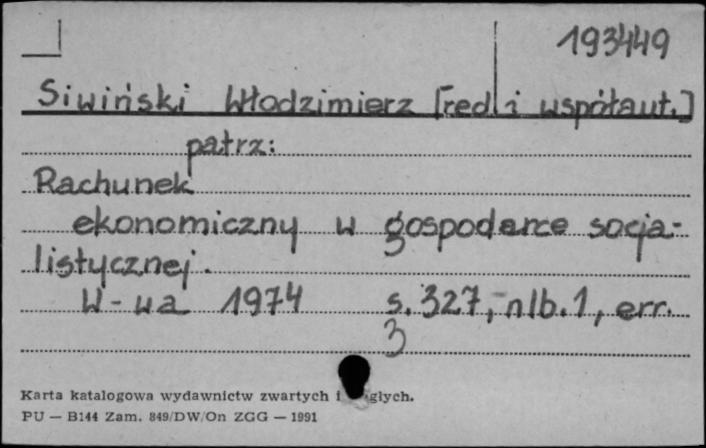 193449
Siwiński Włodzimierz [red i współaut.]
patrz:
Rachunek
ekonomiczny w gospodarce socja-
listycznej.
W-wa 1974 s. 327, nlb. 1, err.
3
Karta katalogowa wydawnictw zwartych i głych.
PU — B144 Zam. 849/DW/On ZGG — 1991